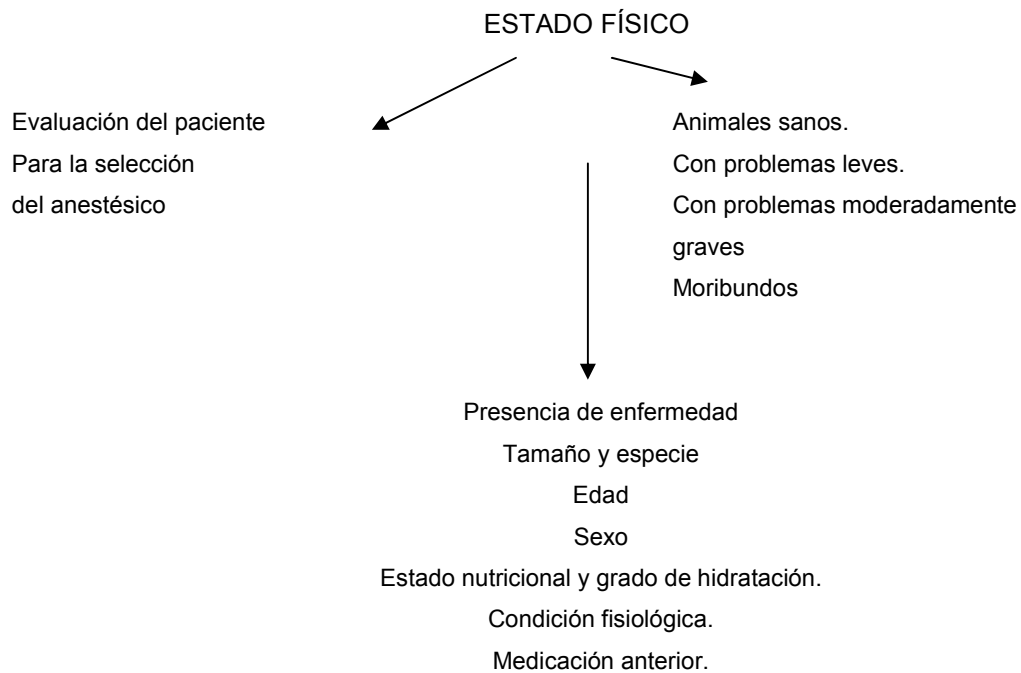 ESTADO FÍSICO
Evaluación del paciente
Para la selección
del anestésico
Animales sanos.
Con problemas leves.
Con problemas moderadamente
graves
Moribundos
Presencia de enfermedad
Tamaño y especie
Edad
Sexo
Estado nutricional y grado de hidratación.
Condición fisiológica.
Medicación anterior.